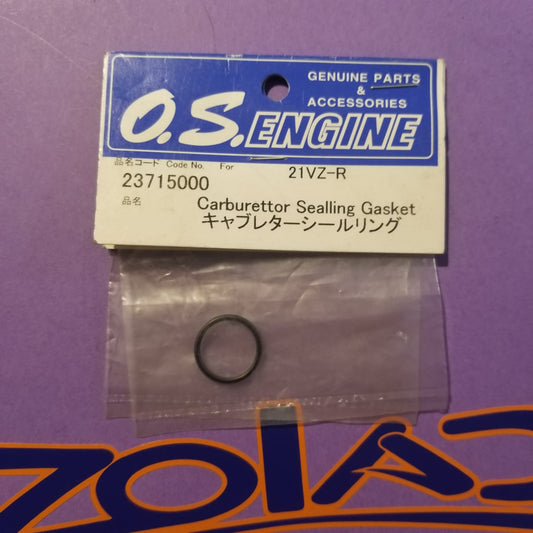 GENUINE PARTS
&
ACCESSORIES
O.S.ENGINE
品名コード Code No. For
21VZ-R
23715000
品名
Carburettor Sealling Gasket
キャブレターシールリング